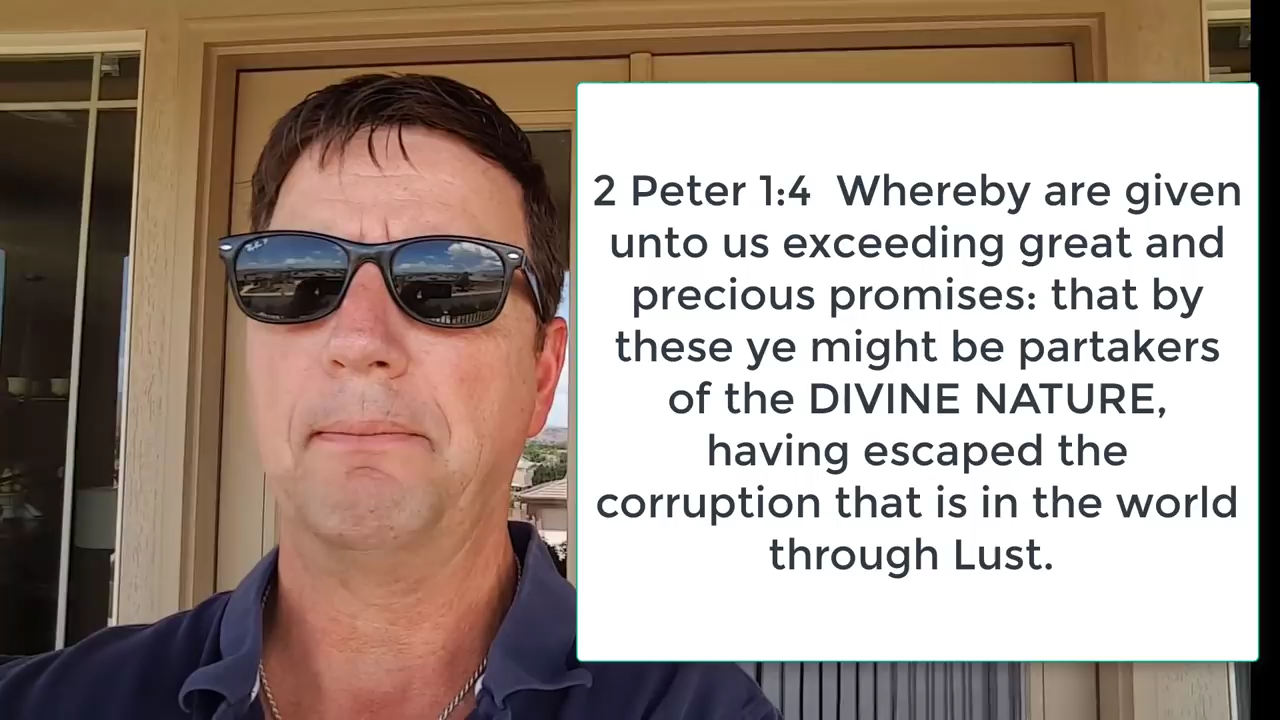 2 Peter 1:4  Whereby are given
unto us exceeding great and
precious promises: that by
these ye might be partakers
of the DIVINE NATURE,
having escaped the
corruption that is in the world
through Lust.